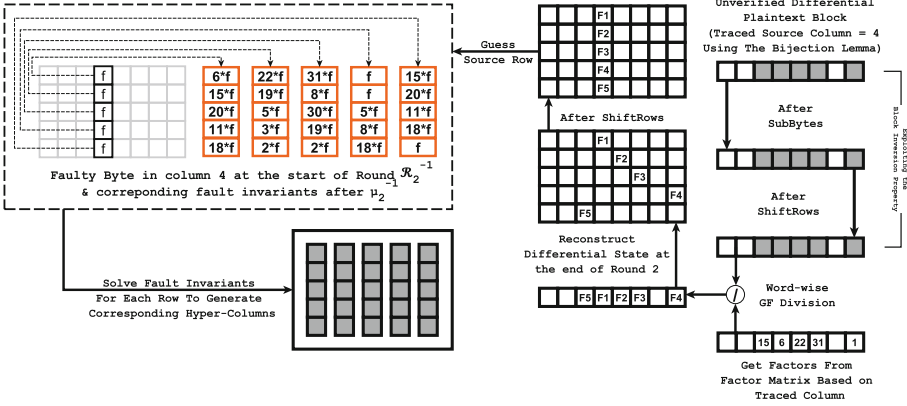 Unverified Differential
Plaintext Block
(Traced Source Column = 4
Using The Bijection Lemma)
F1
F2
F3
F4
F5
Guess
Source Row
f
f
f
f
f
6*f 22*f 31*f f 15*f
15*f 19*f 8*f f 20*f
20*f 5*f 30*f 5*f 11*f
11*f 3*f 19*f 8*f 18*f
18*f 2*f 2*f 18*f f
Faulty Byte in column 4 at the start of Round ℛ₂⁻¹
& correponding fault invariants after μ₂⁻¹
After
SubBytes
After ShiftRows
F1
F2
F3
F4
F5
After
ShiftRows
Exploiting the
Block Inversion Property
Reconstruct
Differential State at
the end of Round 2
Solve Fault Invariants
For Each Row To Generate
Corresponding Hyper-Columns
F5 F1 F2 F3 F4
/
Word-wise
GF Division
15 6 22 31 1
Get Factors From
Factor Matrix Based on
Traced Column